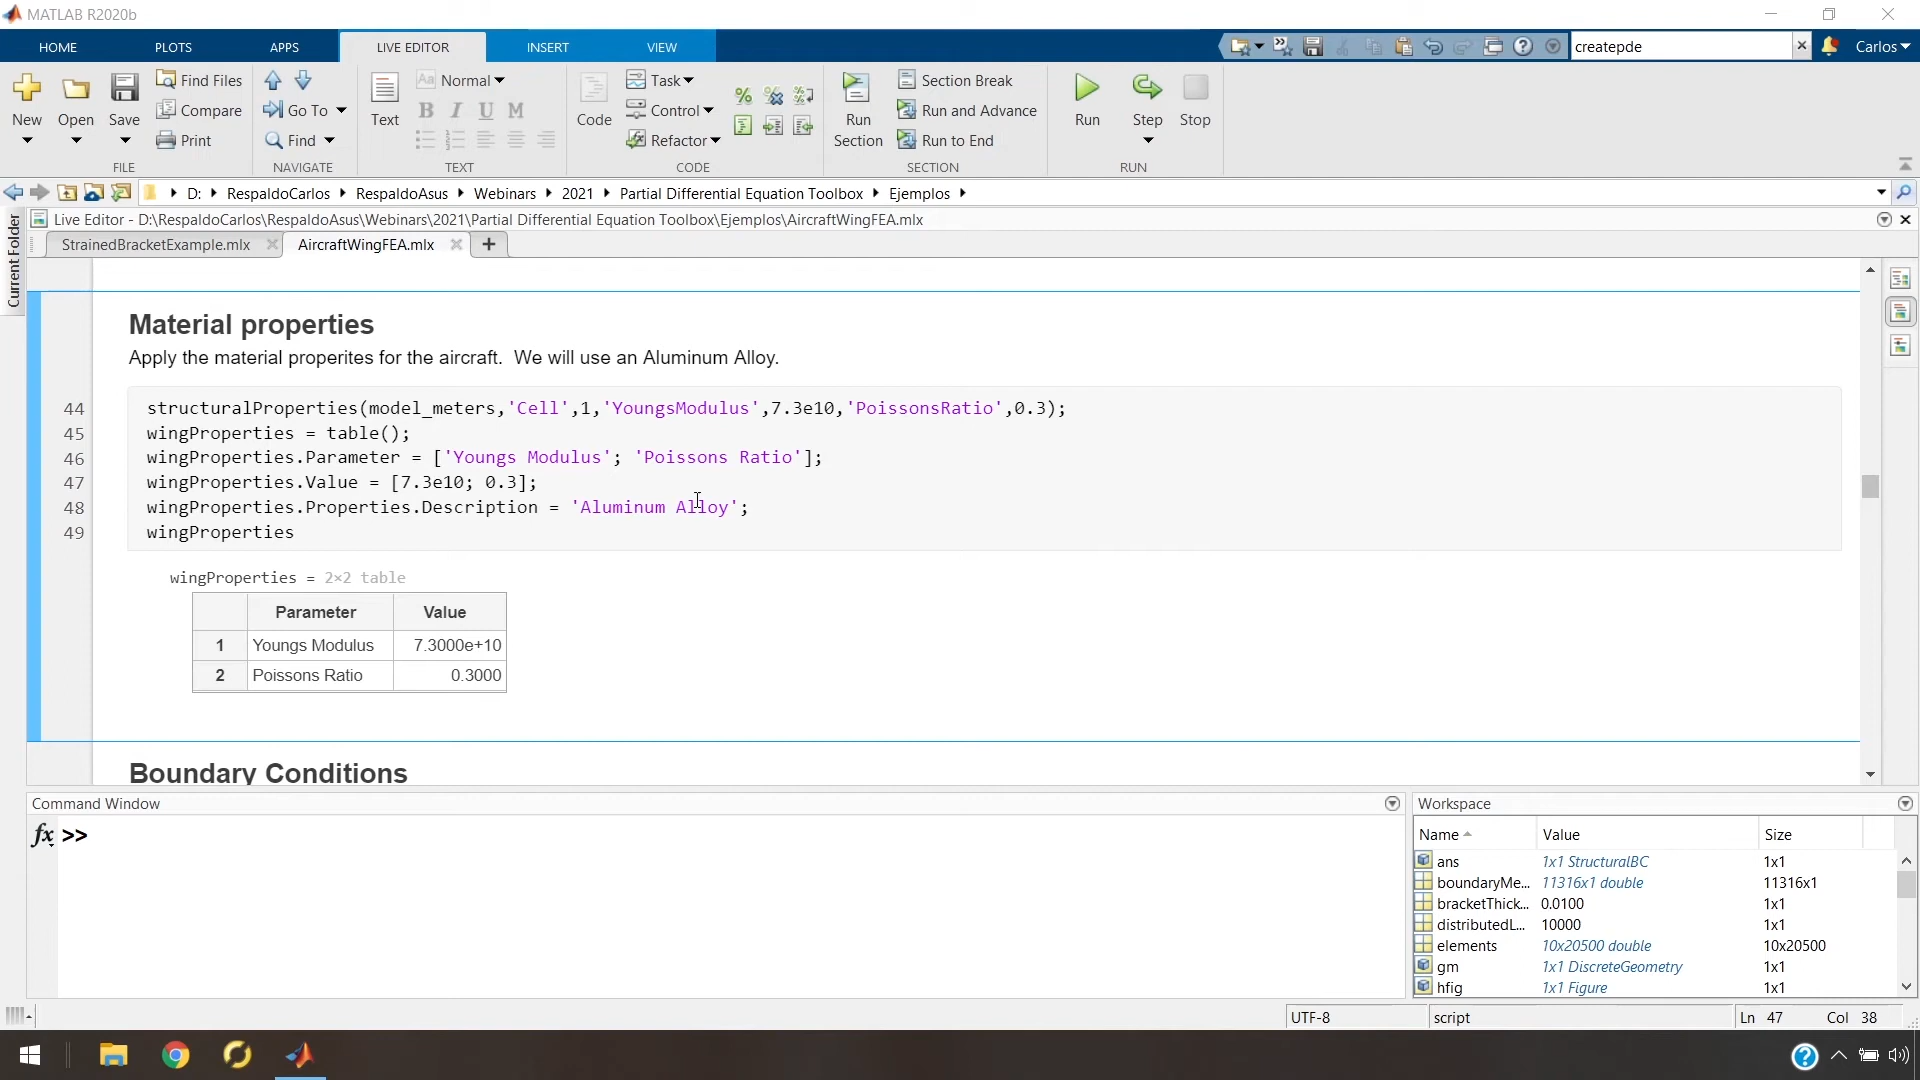 MATLAB R2020b
HOME PLOTS APPS LIVE EDITOR INSERT VIEW createpde Carlos
New Open Save Find Files Compare Print
FILE
Go To Find
NAVIGATE
Text Aa Normal B I U M
TEXT
Code Task Control Refactor
CODE
Run Section Section Break Run and Advance Run to End
SECTION
Run Step Stop
RUN
D: RespaldoCarlos RespaldoAsus Webinars 2021 Partial Differential Equation Toolbox Ejemplos
Current Folder
Live Editor - D:\RespaldoCarlos\RespaldoAsus\Webinars\2021\Partial Differential Equation Toolbox\Ejemplos\AircraftWingFEA.mlx
StrainedBracketExample.mlx AircraftWingFEA.mlx
Material properties
Apply the material properites for the aircraft. We will use an Aluminum Alloy.
44 structuralProperties(model_meters,'Cell',1,'YoungsModulus',7.3e10,'PoissonsRatio',0.3);
45 wingProperties = table();
46 wingProperties.Parameter = ['Youngs Modulus'; 'Poissons Ratio'];
47 wingProperties.Value = [7.3e10; 0.3];
48 wingProperties.Properties.Description = 'Aluminum Alloy';
49 wingProperties
wingProperties = 2×2 table
Parameter Value
1 Youngs Modulus 7.3000e+10
2 Poissons Ratio 0.3000
Boundary Conditions
Command Window
fx >>
Workspace
Name Value Size
ans 1x1 StructuralBC 1x1
boundaryMe... 11316x1 double 11316x1
bracketThick... 0.0100 1x1
distributedL... 10000 1x1
elements 10x20500 double 10x20500
gm 1x1 DiscreteGeometry 1x1
hfig 1x1 Figure 1x1
UTF-8 script Ln 47 Col 38